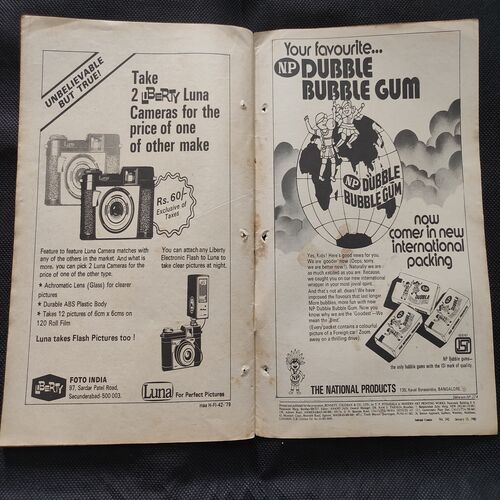 UNBELIEVABLE
BUT TRUE!
Take
2 LIBERTY Luna
Cameras for the
price of one
of other make
Rs. 60/-
Exclusive of
Taxes
Feature to feature Luna Camera matches with
any of the others in the market. And what is
more, you can pick 2 Luna Cameras for the
price of one of the other type.
• Achromatic Lens (Glass) for clearer
pictures
• Durable ABS Plastic Body
• Takes 12 pictures of 6cm x 6cms on
120 Roll Film
Luna takes Flash Pictures too !
You can attach any Liberty
Electronic Flash to Luna to
take clear pictures at night.
LIBERTY
FOTO INDIA
97, Sardar Patel Road,
Secunderabad-500 003.
Luna For Perfect Pictures
maa H-FI-42-'79
Your favourite...
NP DUBBLE
BUBBLE GUM
NP DUBBLE
BUBBLE GUM
now
comes in new
international
packing
Yes, Kids! Here's good news for you.
We are gooder now (Oops, sorry,
we are better now!). Naturally we are
as much excited as you are. Because,
we caught you on our new international
wrapper in your most jovial spirit.
And that's not all, dears! We have
improved the flavours that last longer.
More bubbles, more fun with new
NP Dubble Bubble Gum. Now you
know why we are the 'Goodest'—We
mean the 'Best'.
(Every packet contains a colourful
picture of a Foreign car! Zoom
away on a thrilling drive).
NP Bubble gums—
the only bubble gums with the ISI mark of quality.
THE NATIONAL PRODUCTS
BANGALORE